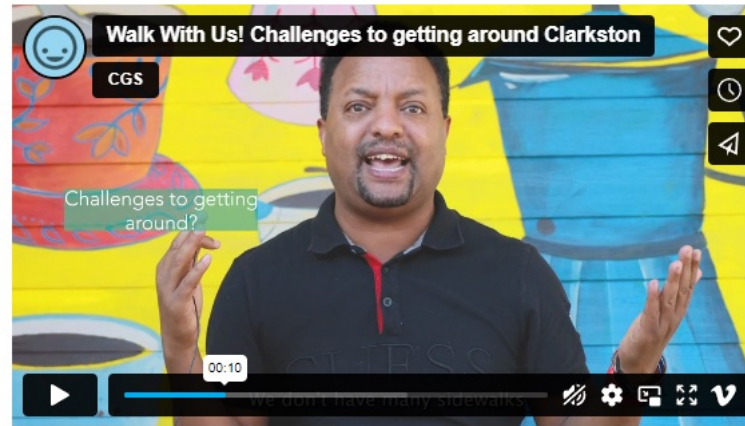 Walk With Us! Challenges to getting around Clarkston
CGS
Challenges to getting
around?
GUESS
00:10
We don't have many sidewalks